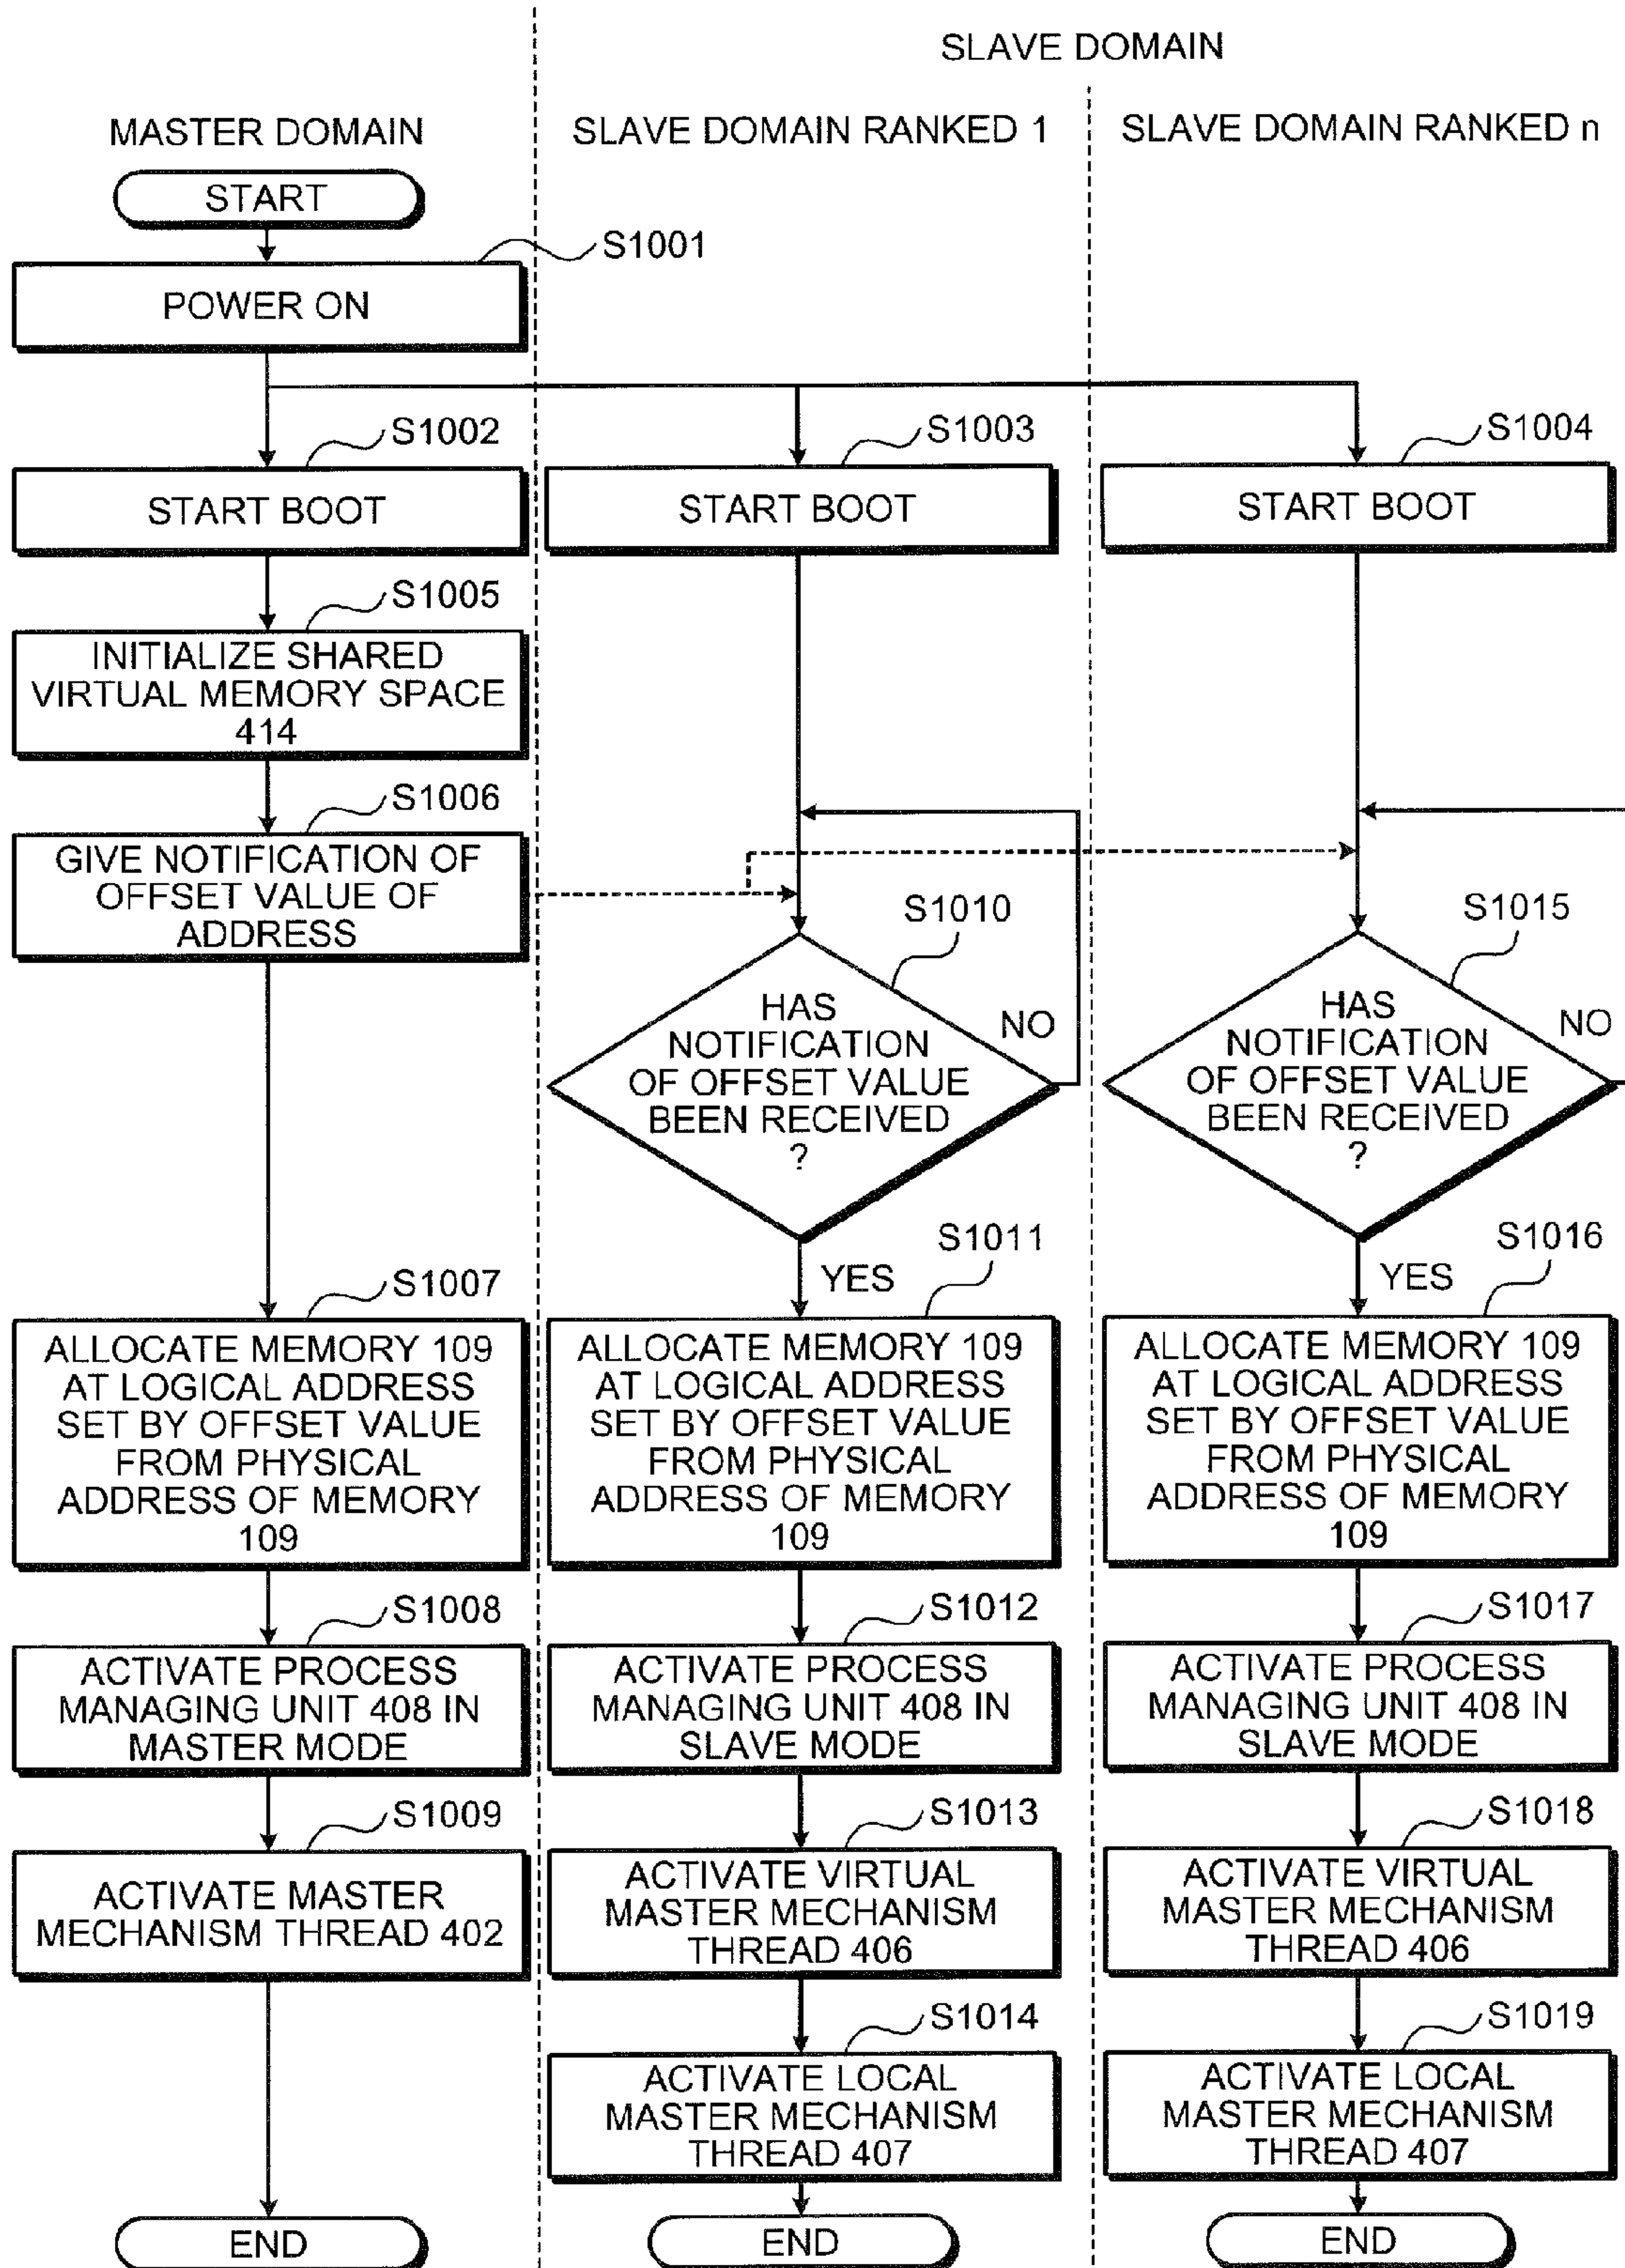 SLAVE DOMAIN
MASTER DOMAIN
SLAVE DOMAIN RANKED 1
SLAVE DOMAIN RANKED n
START
S1001
POWER ON
S1002
START BOOT
S1003
START BOOT
S1004
START BOOT
S1005
INITIALIZE SHARED
VIRTUAL MEMORY SPACE
414
S1006
GIVE NOTIFICATION OF
OFFSET VALUE OF
ADDRESS
S1010
HAS
NOTIFICATION
OF OFFSET VALUE
BEEN RECEIVED
?
NO
YES
S1015
HAS
NOTIFICATION
OF OFFSET VALUE
BEEN RECEIVED
?
NO
YES
S1007
ALLOCATE MEMORY 109
AT LOGICAL ADDRESS
SET BY OFFSET VALUE
FROM PHYSICAL
ADDRESS OF MEMORY
109
S1011
ALLOCATE MEMORY 109
AT LOGICAL ADDRESS
SET BY OFFSET VALUE
FROM PHYSICAL
ADDRESS OF MEMORY
109
S1016
ALLOCATE MEMORY 109
AT LOGICAL ADDRESS
SET BY OFFSET VALUE
FROM PHYSICAL
ADDRESS OF MEMORY
109
S1008
ACTIVATE PROCESS
MANAGING UNIT 408 IN
MASTER MODE
S1012
ACTIVATE PROCESS
MANAGING UNIT 408 IN
SLAVE MODE
S1017
ACTIVATE PROCESS
MANAGING UNIT 408 IN
SLAVE MODE
S1009
ACTIVATE MASTER
MECHANISM THREAD 402
S1013
ACTIVATE VIRTUAL
MASTER MECHANISM
THREAD 406
S1018
ACTIVATE VIRTUAL
MASTER MECHANISM
THREAD 406
S1014
ACTIVATE LOCAL
MASTER MECHANISM
THREAD 407
S1019
ACTIVATE LOCAL
MASTER MECHANISM
THREAD 407
END
END
END